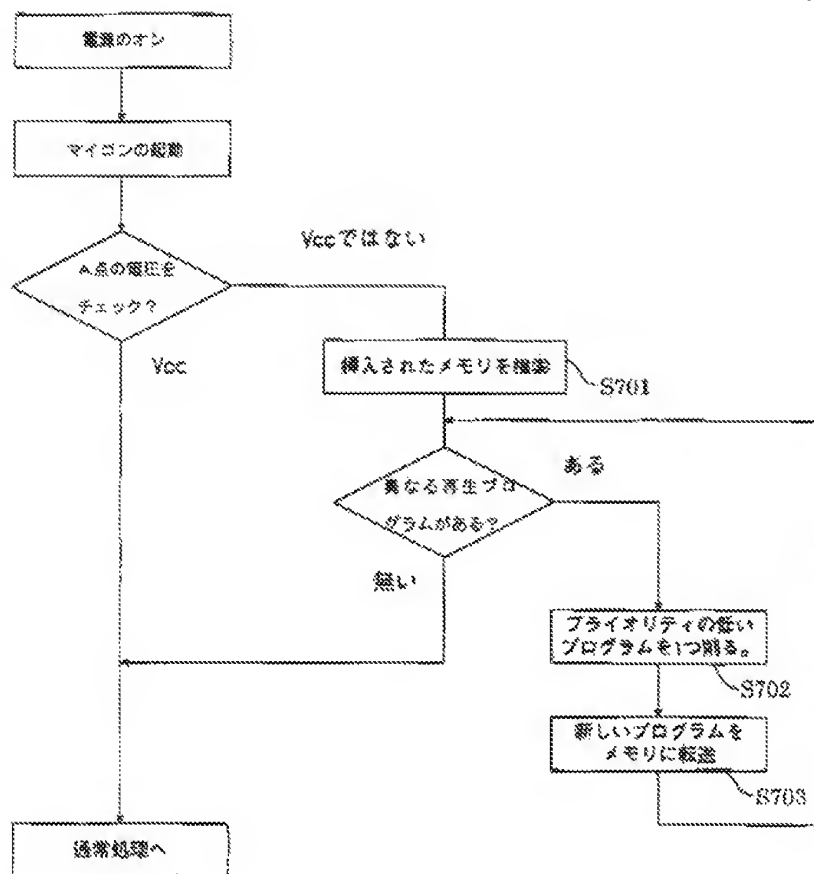 電源のオン
マイコンの起動
A点の電圧を
チェック?
Vccではない
Vcc
挿入されたメモリを検索
S701
異なる再生プロ
グラムがある?
ある
無い
プライオリティの低い
プログラムを1つ削る。
S702
新しいプログラムを
メモリに転送
S703
通常処理へ